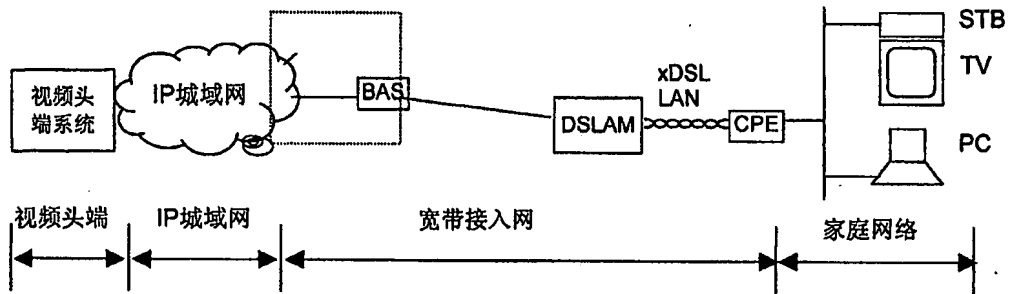 STB
TV
xDSL
LAN
视频头
端系统
IP城域网
BAS
DSLAM
CPE
PC
视频头端
IP城域网
宽带接入网
家庭网络